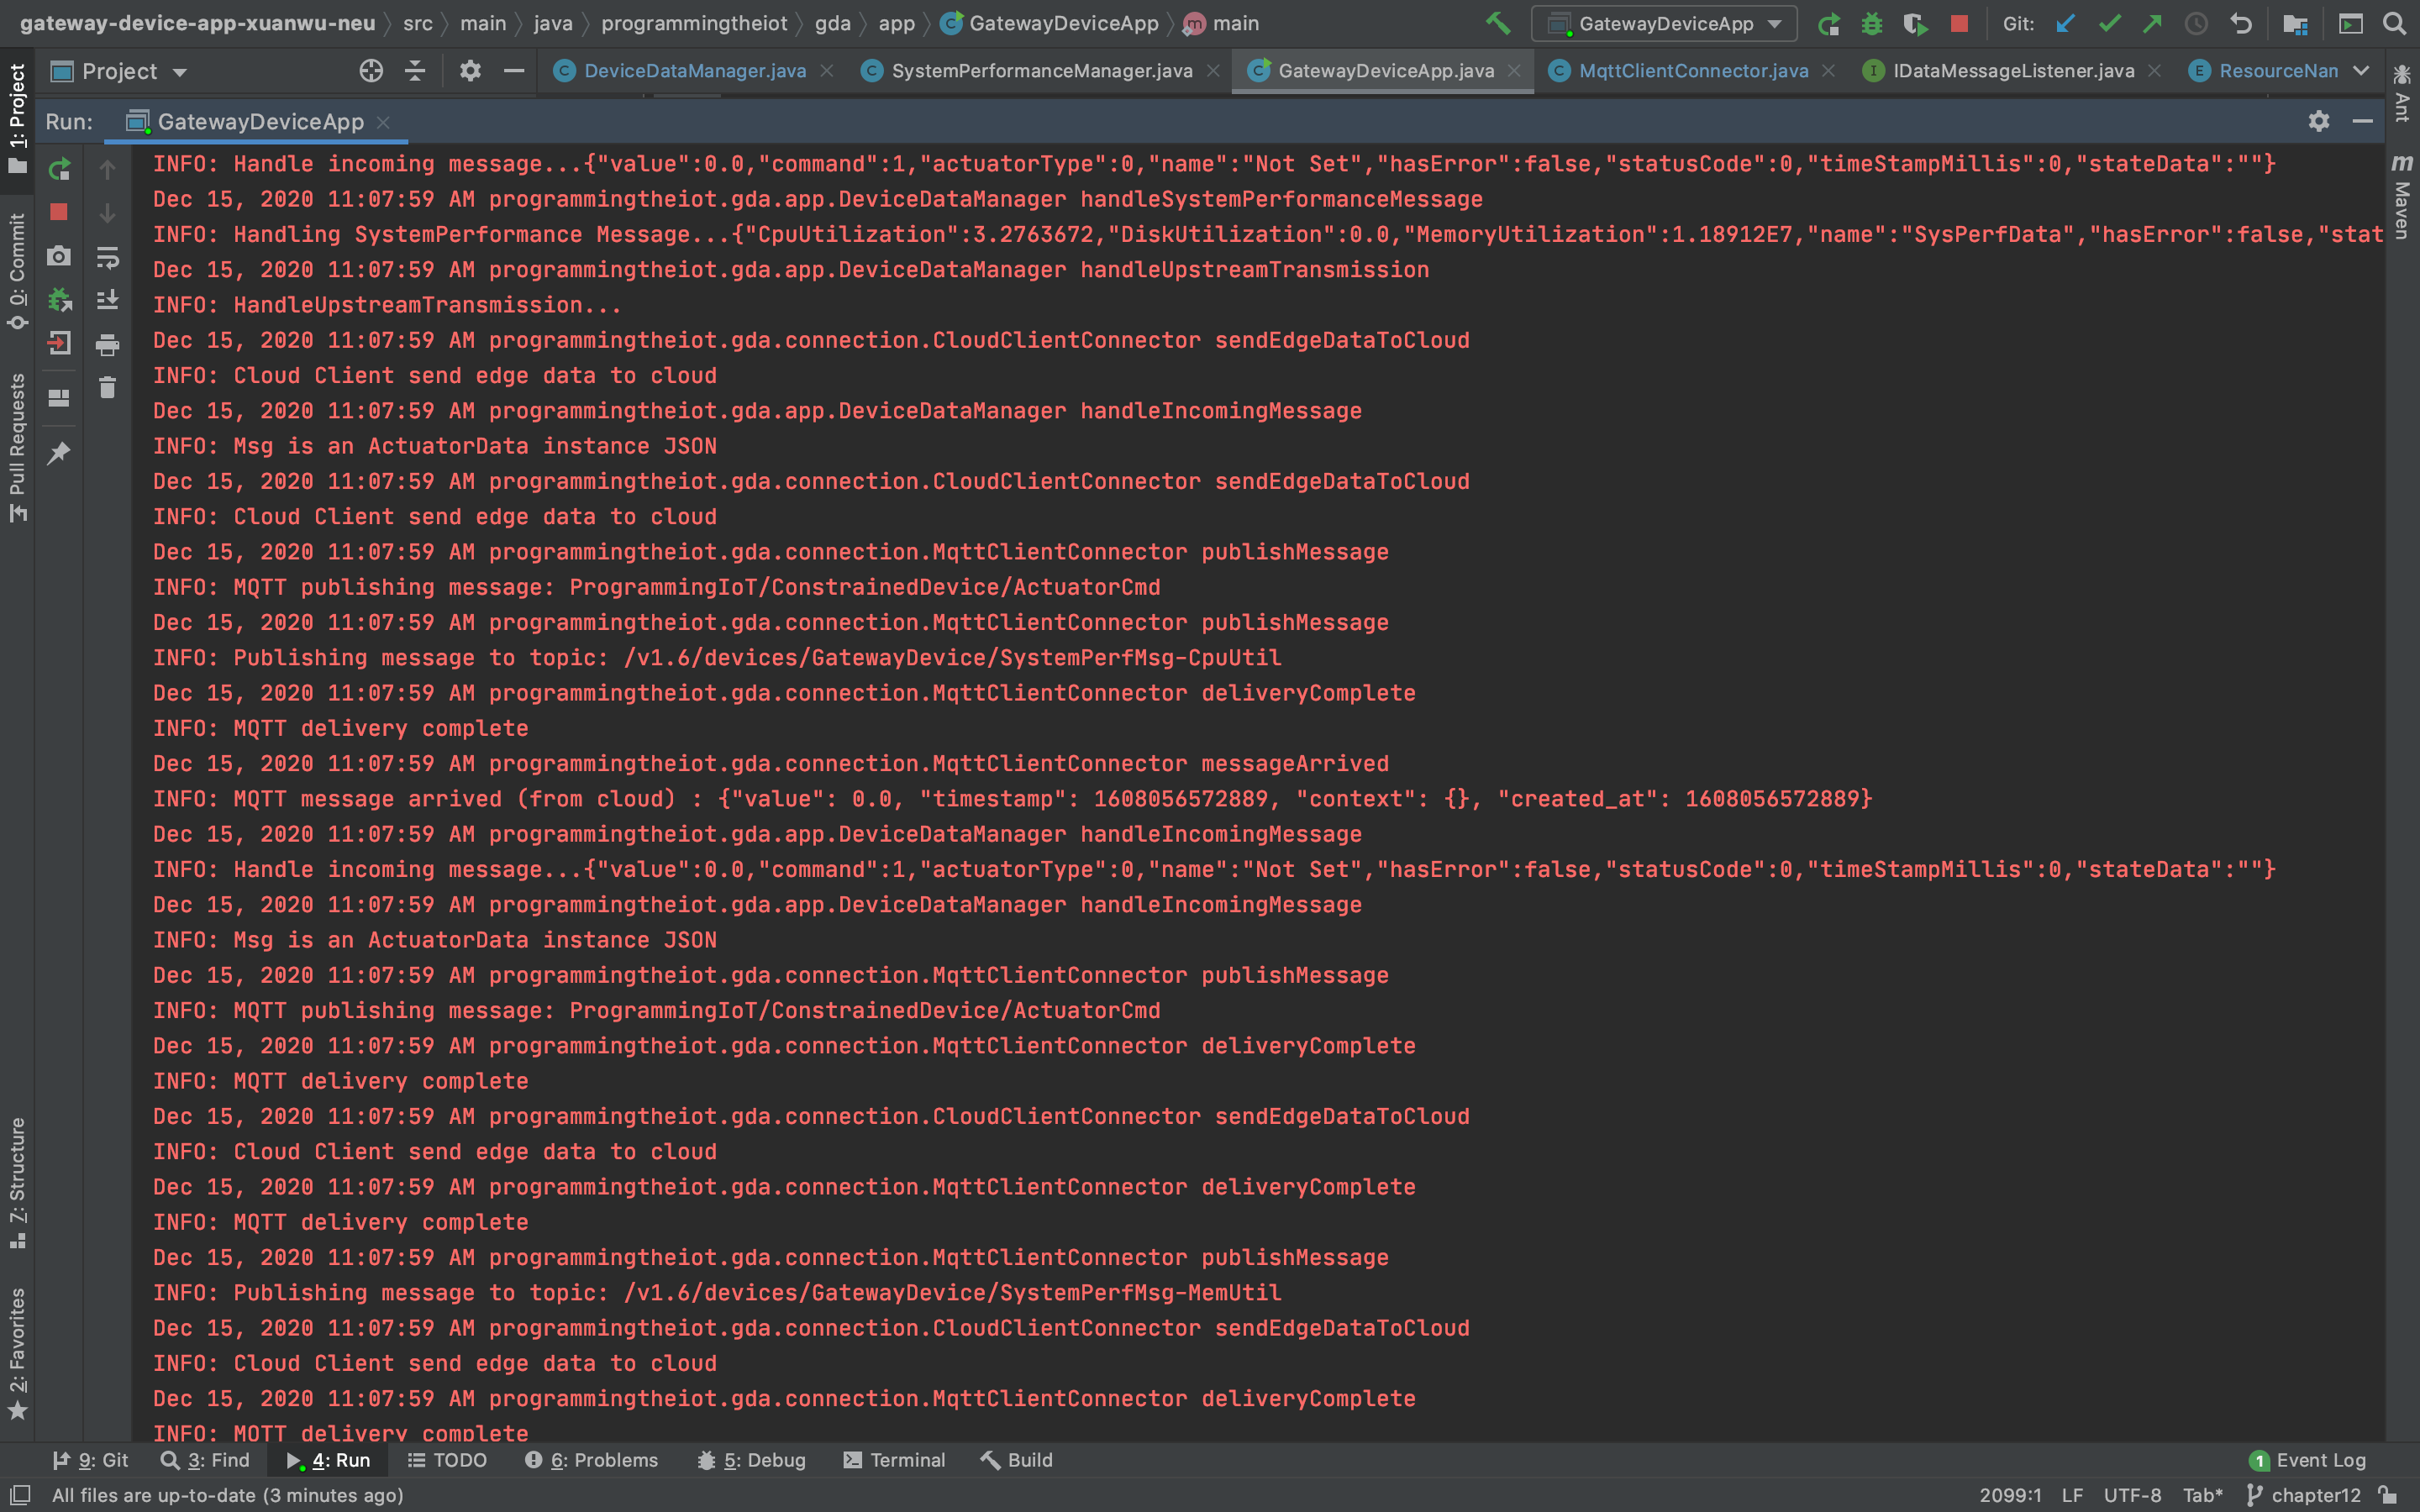 gateway-device-app-xuanwu-neu src main java programmingtheiot gda app GatewayDeviceApp main GatewayDeviceApp Git:
Project DeviceDataManager.java SystemPerformanceManager.java GatewayDeviceApp.java MqttClientConnector.java IDataMessageListener.java ResourceNan
Run: GatewayDeviceApp
INFO: Handle incoming message...{"value":0.0,"command":1,"actuatorType":0,"name":"Not Set","hasError":false,"statusCode":0,"timeStampMillis":0,"stateData":""}
Dec 15, 2020 11:07:59 AM programmingtheiot.gda.app.DeviceDataManager handleSystemPerformanceMessage
INFO: Handling SystemPerformance Message...{"CpuUtilization":3.2763672,"DiskUtilization":0.0,"MemoryUtilization":1.18912E7,"name":"SysPerfData","hasError":false,"stat
Dec 15, 2020 11:07:59 AM programmingtheiot.gda.app.DeviceDataManager handleUpstreamTransmission
INFO: HandleUpstreamTransmission...
Dec 15, 2020 11:07:59 AM programmingtheiot.gda.connection.CloudClientConnector sendEdgeDataToCloud
INFO: Cloud Client send edge data to cloud
Dec 15, 2020 11:07:59 AM programmingtheiot.gda.app.DeviceDataManager handleIncomingMessage
INFO: Msg is an ActuatorData instance JSON
Dec 15, 2020 11:07:59 AM programmingtheiot.gda.connection.CloudClientConnector sendEdgeDataToCloud
INFO: Cloud Client send edge data to cloud
Dec 15, 2020 11:07:59 AM programmingtheiot.gda.connection.MqttClientConnector publishMessage
INFO: MQTT publishing message: ProgrammingIoT/ConstrainedDevice/ActuatorCmd
Dec 15, 2020 11:07:59 AM programmingtheiot.gda.connection.MqttClientConnector publishMessage
INFO: Publishing message to topic: /v1.6/devices/GatewayDevice/SystemPerfMsg-CpuUtil
Dec 15, 2020 11:07:59 AM programmingtheiot.gda.connection.MqttClientConnector deliveryComplete
INFO: MQTT delivery complete
Dec 15, 2020 11:07:59 AM programmingtheiot.gda.connection.MqttClientConnector messageArrived
INFO: MQTT message arrived (from cloud) : {"value": 0.0, "timestamp": 1608056572889, "context": {}, "created_at": 1608056572889}
Dec 15, 2020 11:07:59 AM programmingtheiot.gda.app.DeviceDataManager handleIncomingMessage
INFO: Handle incoming message...{"value":0.0,"command":1,"actuatorType":0,"name":"Not Set","hasError":false,"statusCode":0,"timeStampMillis":0,"stateData":""}
Dec 15, 2020 11:07:59 AM programmingtheiot.gda.app.DeviceDataManager handleIncomingMessage
INFO: Msg is an ActuatorData instance JSON
Dec 15, 2020 11:07:59 AM programmingtheiot.gda.connection.MqttClientConnector publishMessage
INFO: MQTT publishing message: ProgrammingIoT/ConstrainedDevice/ActuatorCmd
Dec 15, 2020 11:07:59 AM programmingtheiot.gda.connection.MqttClientConnector deliveryComplete
INFO: MQTT delivery complete
Dec 15, 2020 11:07:59 AM programmingtheiot.gda.connection.CloudClientConnector sendEdgeDataToCloud
INFO: Cloud Client send edge data to cloud
Dec 15, 2020 11:07:59 AM programmingtheiot.gda.connection.MqttClientConnector deliveryComplete
INFO: MQTT delivery complete
Dec 15, 2020 11:07:59 AM programmingtheiot.gda.connection.MqttClientConnector publishMessage
INFO: Publishing message to topic: /v1.6/devices/GatewayDevice/SystemPerfMsg-MemUtil
Dec 15, 2020 11:07:59 AM programmingtheiot.gda.connection.CloudClientConnector sendEdgeDataToCloud
INFO: Cloud Client send edge data to cloud
Dec 15, 2020 11:07:59 AM programmingtheiot.gda.connection.MqttClientConnector deliveryComplete
INFO: MQTT delivery complete
1: Project
0: Commit
Pull Requests
7: Structure
2: Favorites
Ant
m Maven
9: Git 3: Find 4: Run TODO 6: Problems 5: Debug Terminal Build 1 Event Log
All files are up-to-date (3 minutes ago) 2099:1 LF UTF-8 Tab* chapter12